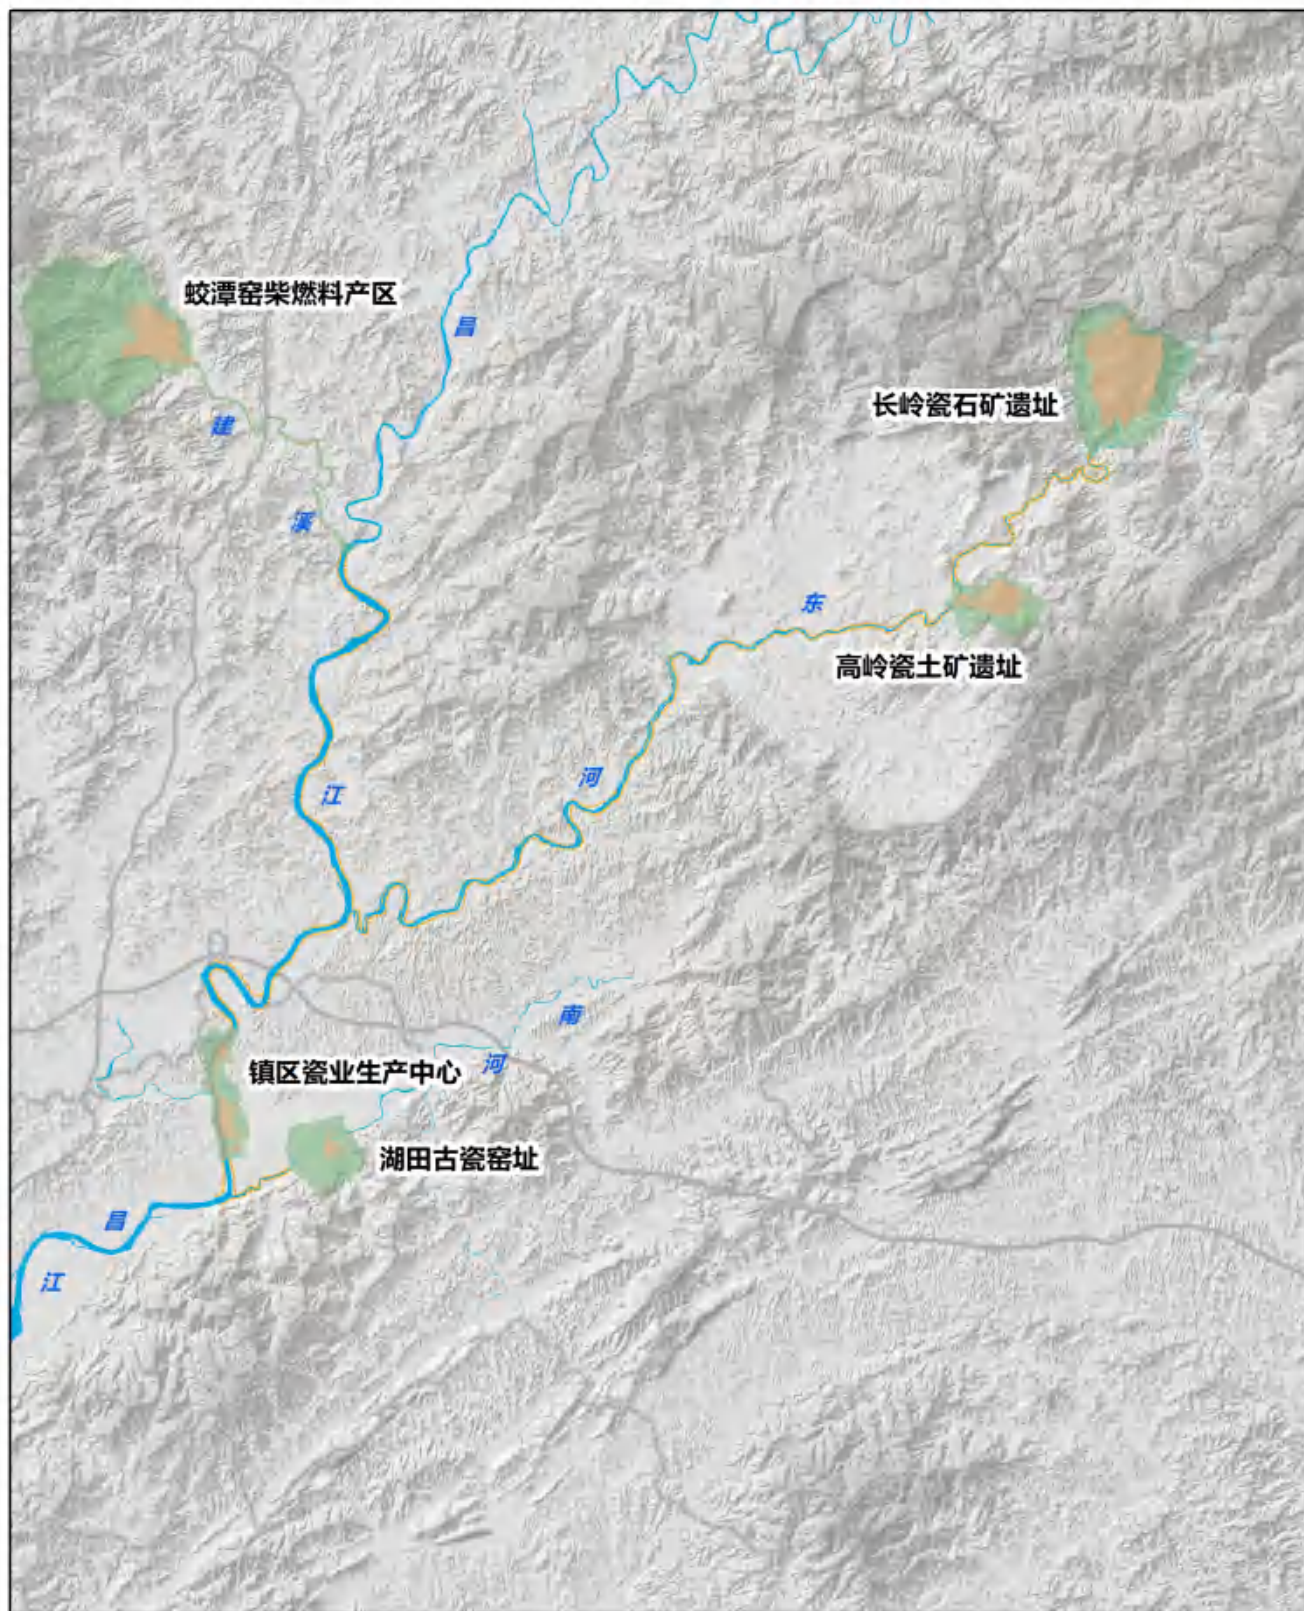 蛟潭窑柴燃料产区
昌
长岭瓷石矿遗址
建
溪
东
高岭瓷土矿遗址
河
江
南
河
镇区瓷业生产中心
湖田古瓷窑址
昌
江